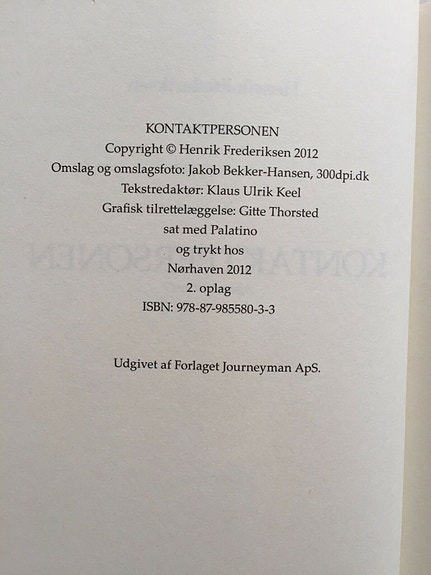 KONTAKTPERSONEN
Copyright © Henrik Frederiksen 2012
Omslag og omslagsfoto: Jakob Bekker-Hansen, 300dpi.dk
Tekstredaktør: Klaus Ulrik Keel
Grafisk tilrettelæggelse: Gitte Thorsted
sat med Palatino
og trykt hos
Nørhaven 2012
2. oplag
ISBN: 978-87-985580-3-3
Udgivet af Forlaget Journeyman ApS.